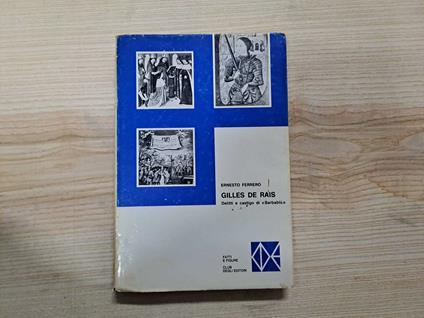 ERNESTO FERRERO
GILLES DE RAIS
Delitti e castigo di «Barbablù»
FATTI
E FIGURE
CLUB
DEGLI EDITORI